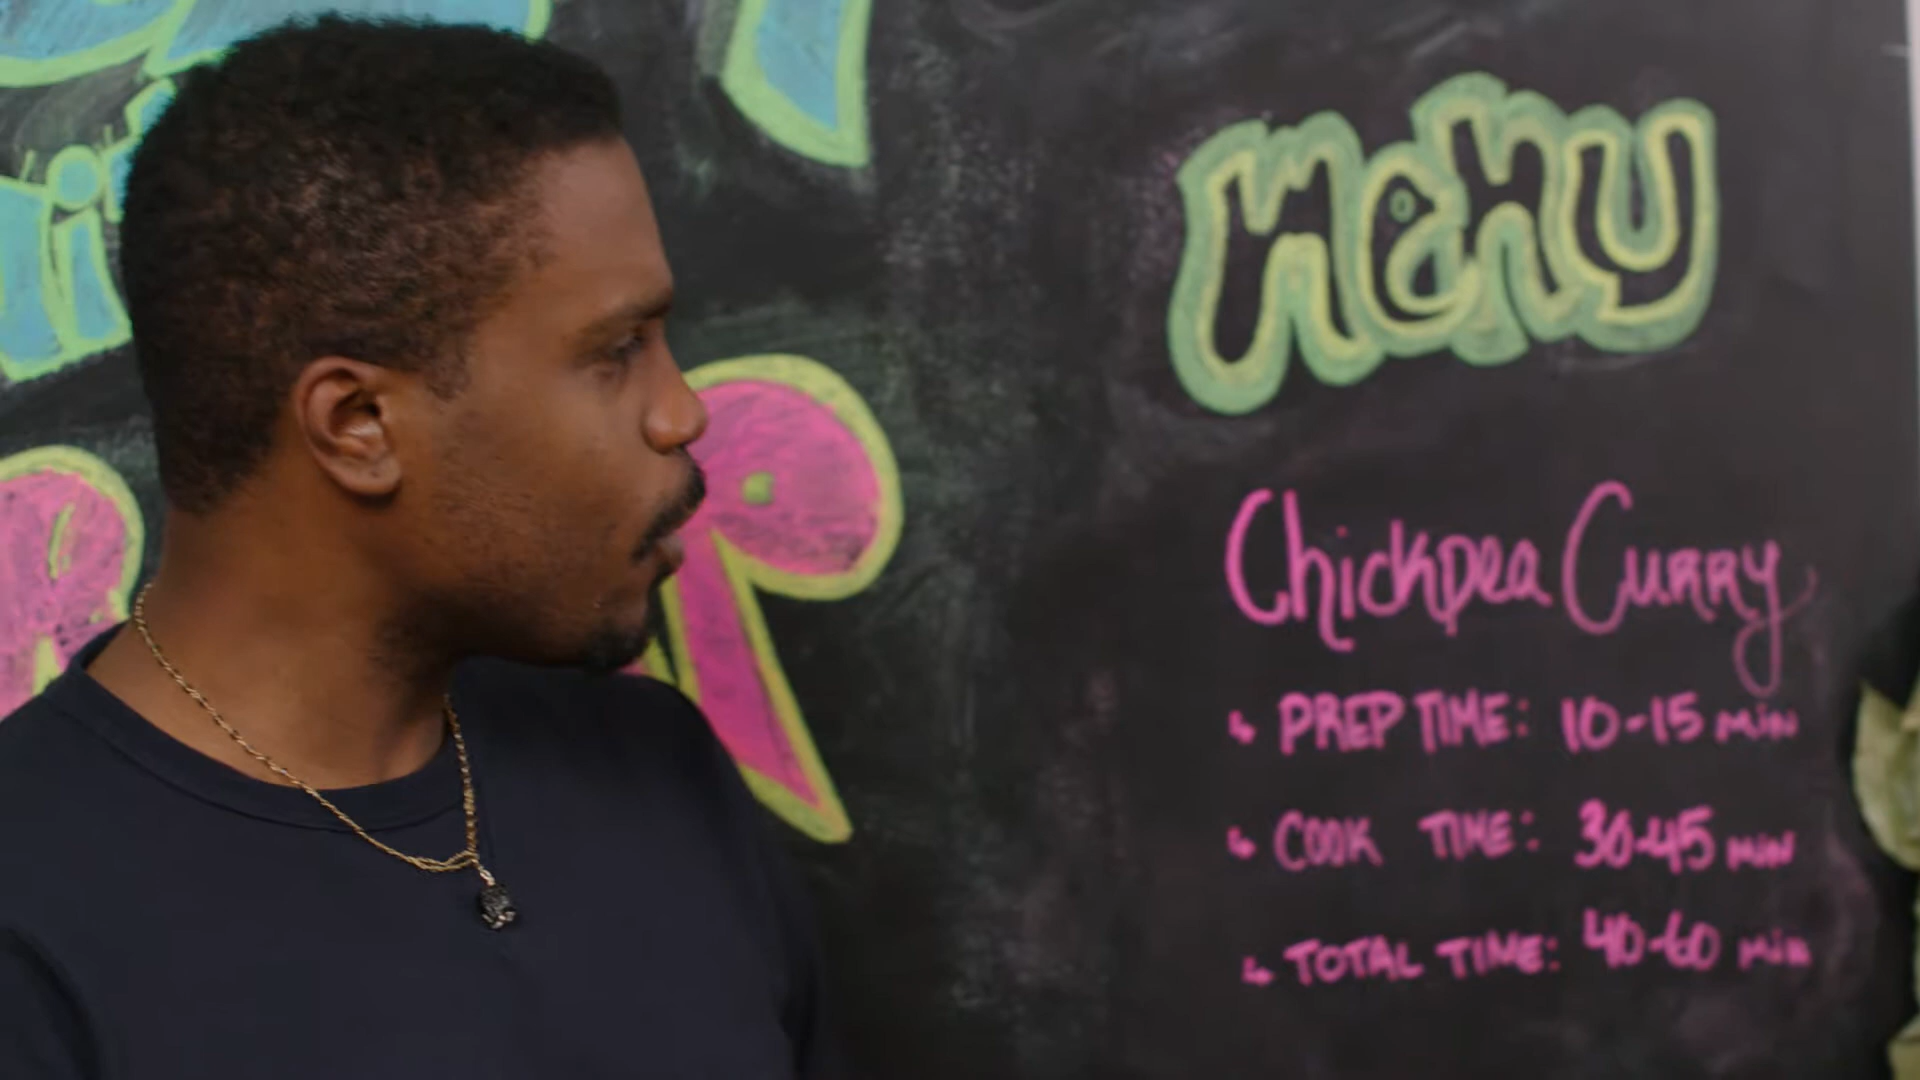 Menu
Chickpea Curry
↳ PREP TIME: 10-15 min
↳ COOK TIME: 30-45 min
↳ TOTAL TIME: 40-60 min